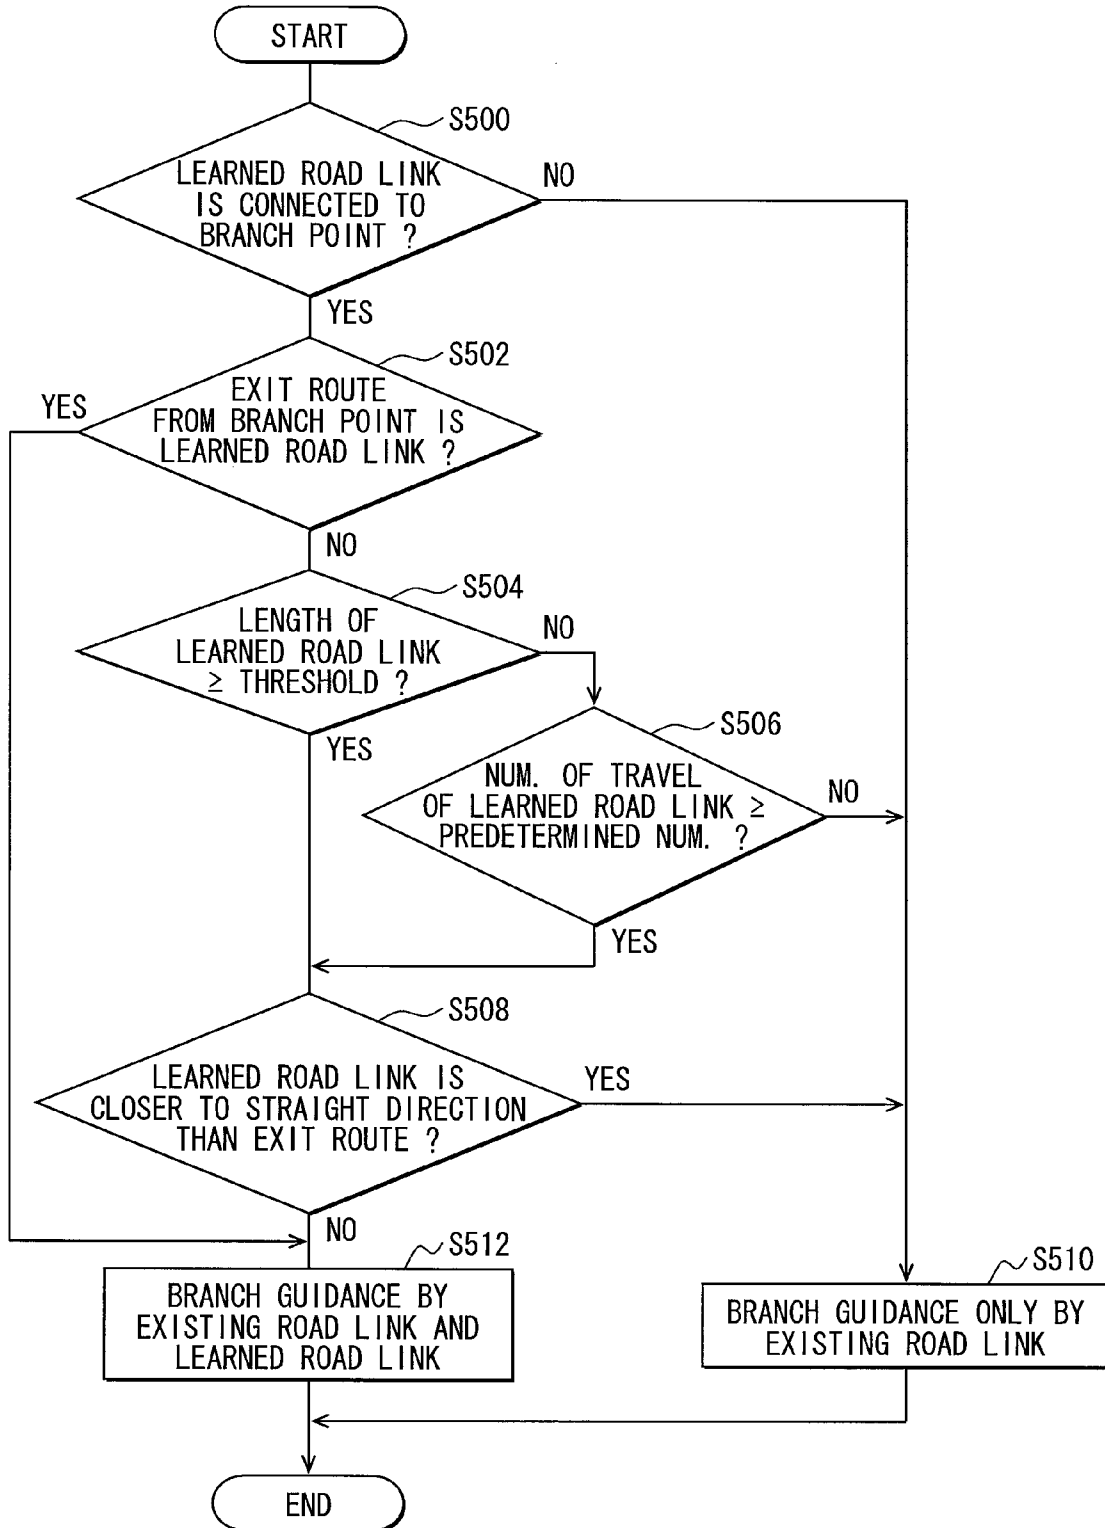 START
S500
LEARNED ROAD LINK
IS CONNECTED TO
BRANCH POINT ?
NO
YES
S502
EXIT ROUTE
FROM BRANCH POINT IS
LEARNED ROAD LINK ?
YES
NO
S504
LENGTH OF
LEARNED ROAD LINK
≥ THRESHOLD ?
NO
YES
S506
NUM. OF TRAVEL
OF LEARNED ROAD LINK ≥
PREDETERMINED NUM. ?
NO
YES
S508
LEARNED ROAD LINK IS
CLOSER TO STRAIGHT DIRECTION
THAN EXIT ROUTE ?
YES
NO
S512
BRANCH GUIDANCE BY
EXISTING ROAD LINK AND
LEARNED ROAD LINK
S510
BRANCH GUIDANCE ONLY BY
EXISTING ROAD LINK
END